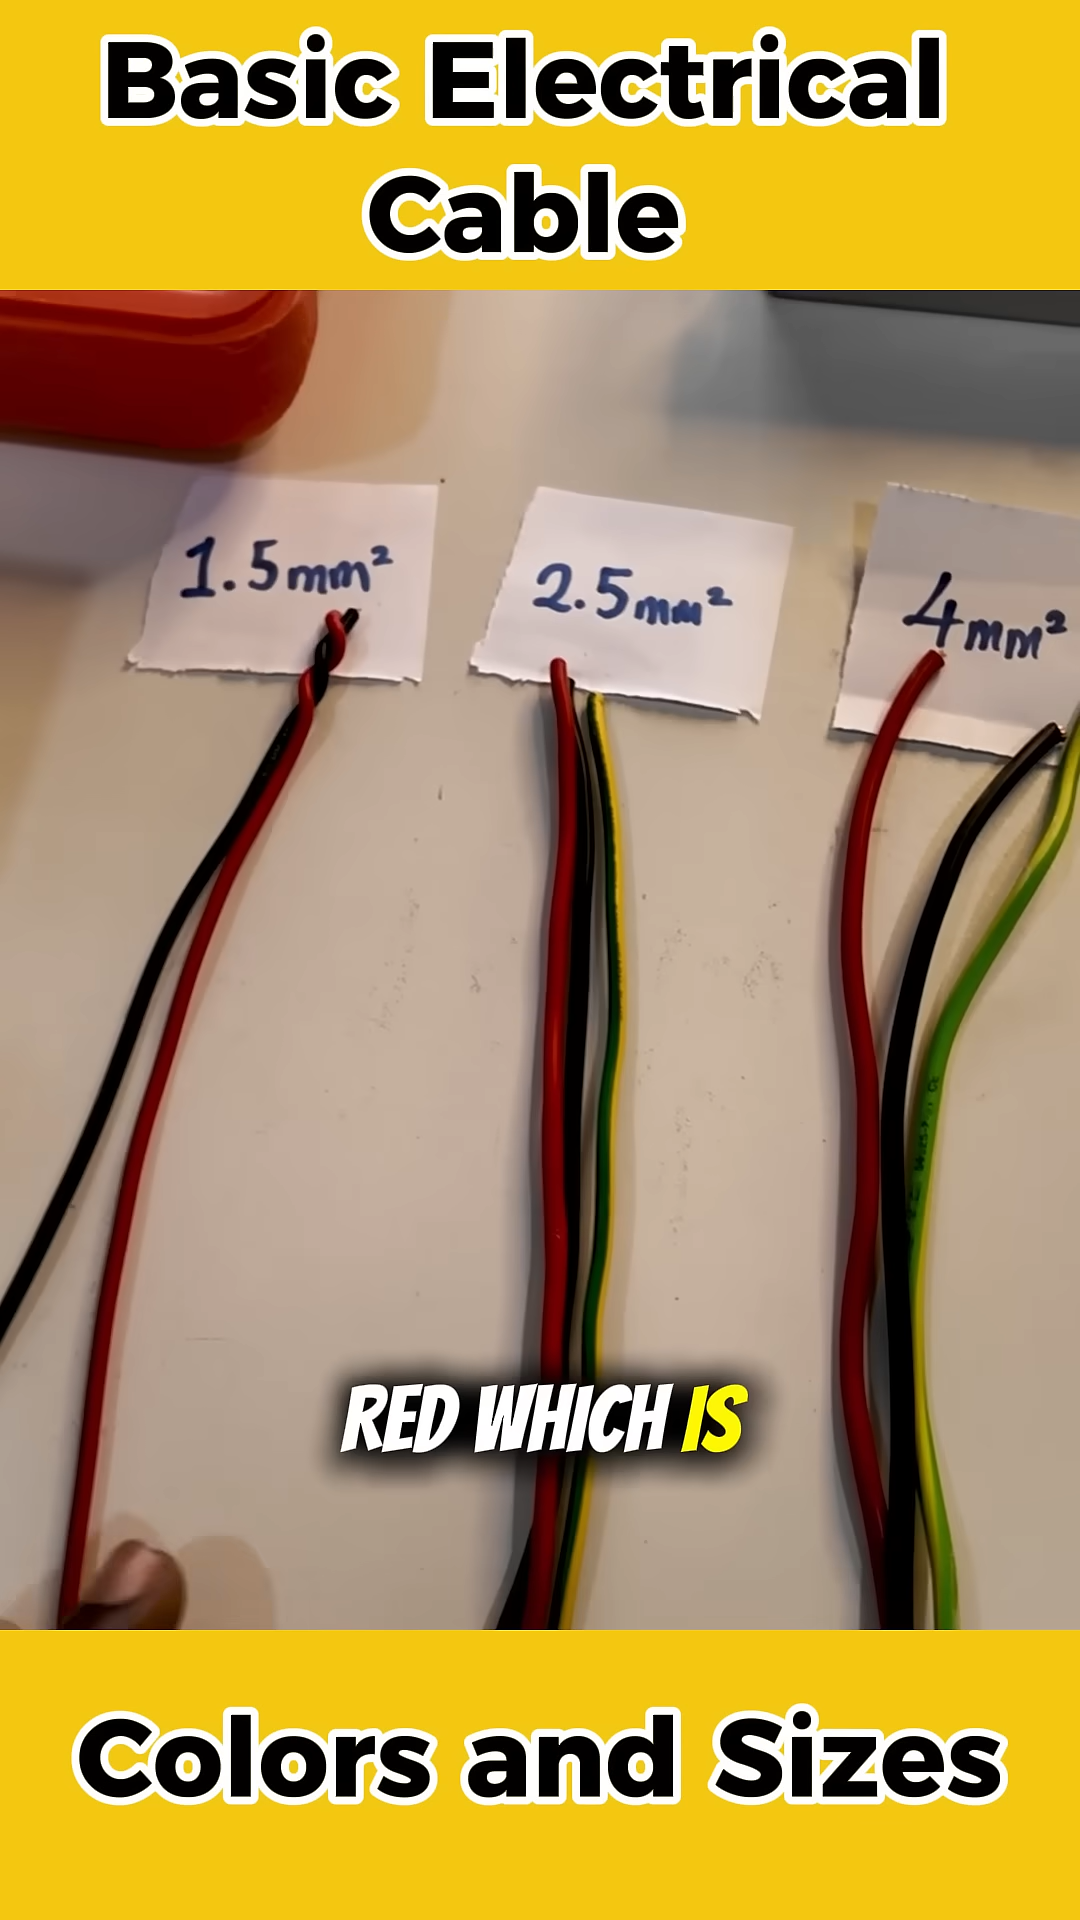 Basic Electrical
Cable
1.5mm²
2.5mm²
4mm²
RED WHICH IS
Colors and Sizes